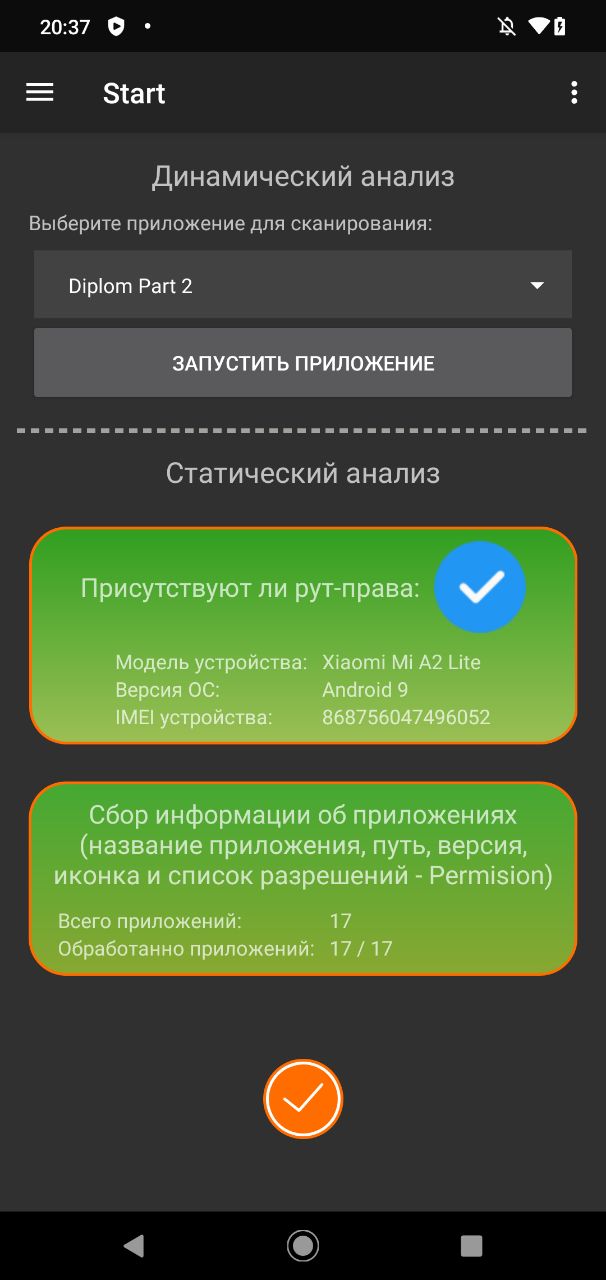 20:37
Start
Динамический анализ
Выберите приложение для сканирования:
Diplom Part 2
ЗАПУСТИТЬ ПРИЛОЖЕНИЕ
Статический анализ
Присутствуют ли рут-права:
Модель устройства: Xiaomi Mi A2 Lite
Версия ОС: Android 9
IMEI устройства: 868756047496052
Сбор информации об приложениях
(название приложения, путь, версия,
иконка и список разрешений - Permision)
Всего приложений: 17
Обработанно приложений: 17 / 17